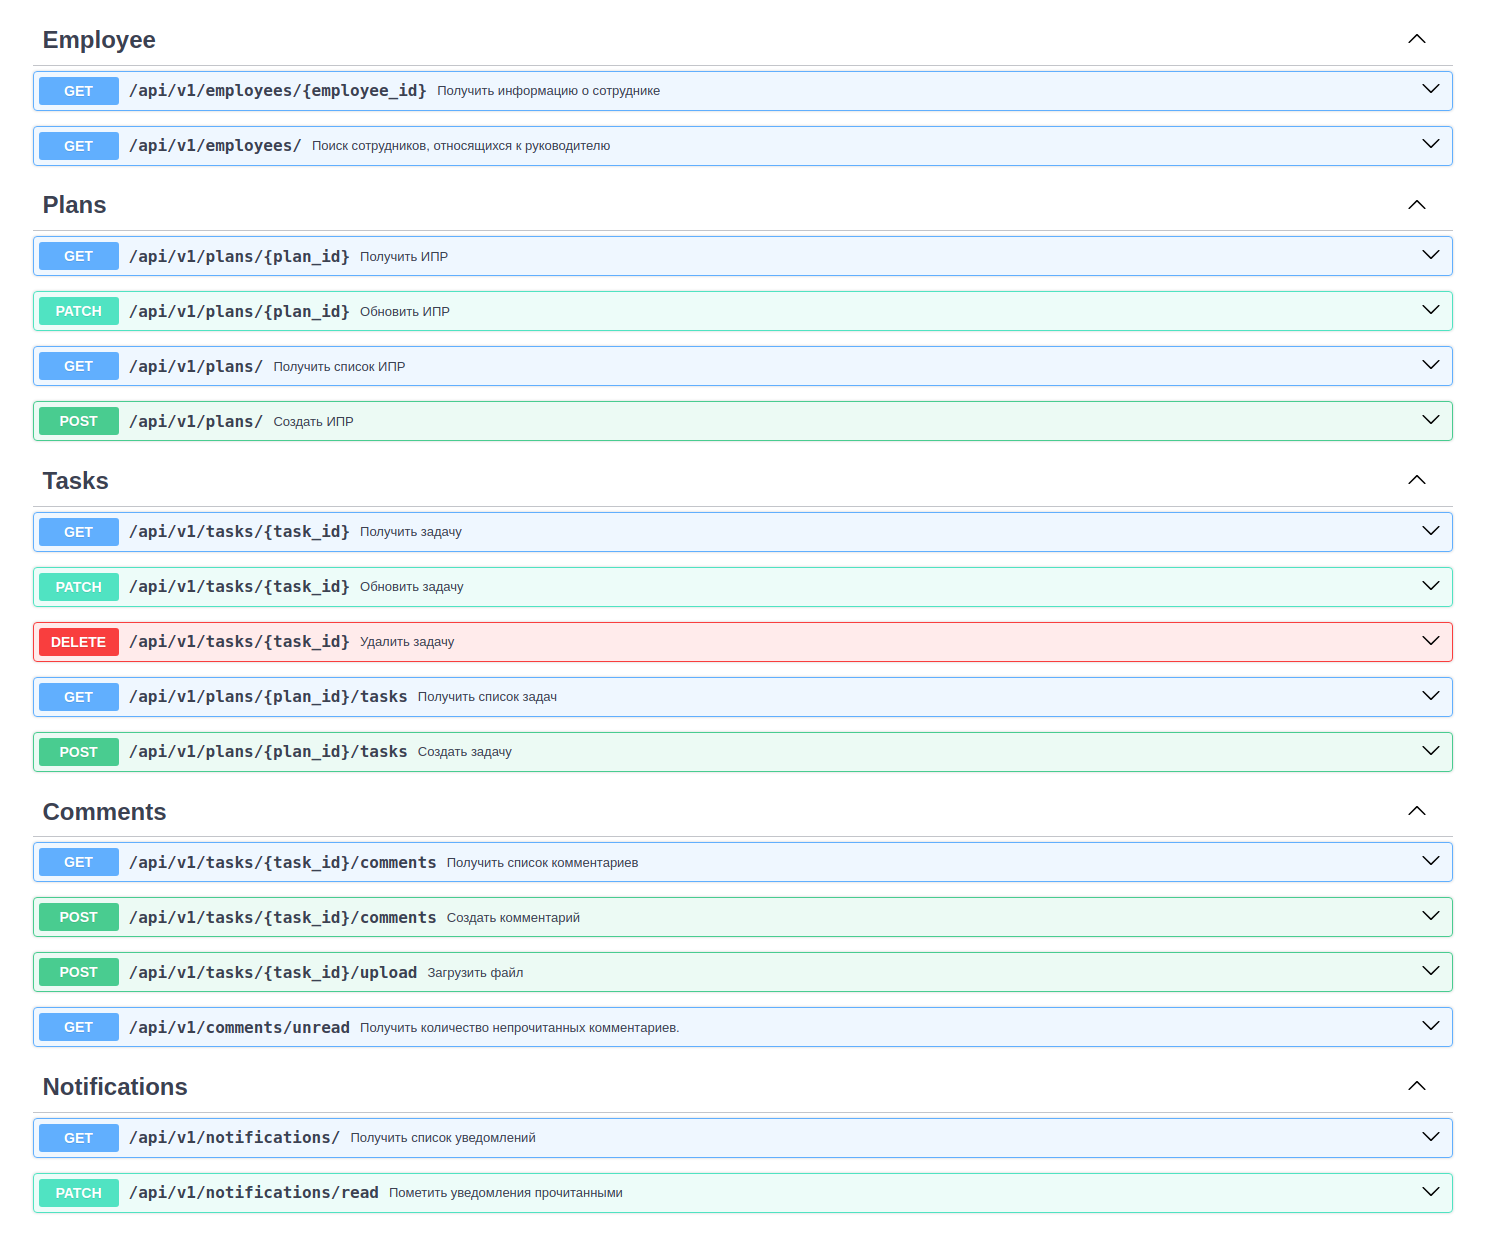 Employee
GET /api/v1/employees/{employee_id} Получить информацию о сотруднике
GET /api/v1/employees/ Поиск сотрудников, относящихся к руководителю
Plans
GET /api/v1/plans/{plan_id} Получить ИПР
PATCH /api/v1/plans/{plan_id} Обновить ИПР
GET /api/v1/plans/ Получить список ИПР
POST /api/v1/plans/ Создать ИПР
Tasks
GET /api/v1/tasks/{task_id} Получить задачу
PATCH /api/v1/tasks/{task_id} Обновить задачу
DELETE /api/v1/tasks/{task_id} Удалить задачу
GET /api/v1/plans/{plan_id}/tasks Получить список задач
POST /api/v1/plans/{plan_id}/tasks Создать задачу
Comments
GET /api/v1/tasks/{task_id}/comments Получить список комментариев
POST /api/v1/tasks/{task_id}/comments Создать комментарий
POST /api/v1/tasks/{task_id}/upload Загрузить файл
GET /api/v1/comments/unread Получить количество непрочитанных комментариев.
Notifications
GET /api/v1/notifications/ Получить список уведомлений
PATCH /api/v1/notifications/read Пометить уведомления прочитанными